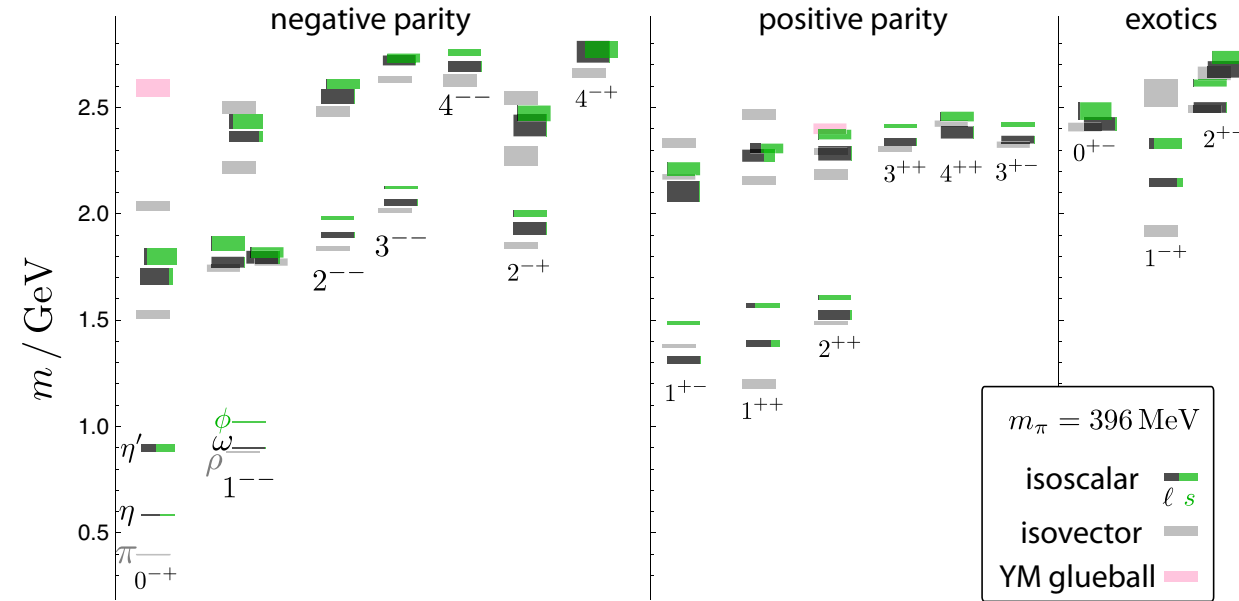 negative parity
positive parity
exotics
m / GeV
2.5
2.0
1.5
1.0
0.5
4⁻⁻
4⁻⁺
3⁻⁻
2⁻⁻
2⁻⁺
3⁺⁺
4⁺⁺
3⁺⁻
0⁺⁻
2⁺⁻
1⁻⁺
2⁺⁺
1⁺⁻
1⁺⁺
ϕ
η′
ω
ρ
1⁻⁻
η
π
0⁻⁺
mπ = 396 MeV
isoscalar
ℓ s
isovector
YM glueball